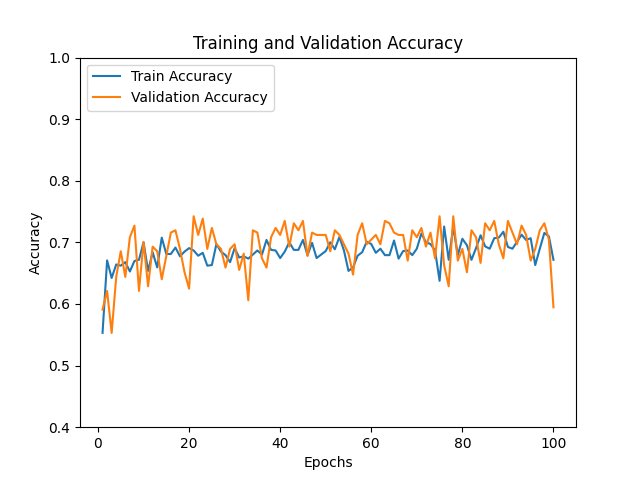 Training and Validation Accuracy
Train Accuracy
Validation Accuracy
1.0
0.9
0.8
0.7
0.6
0.5
0.4
Accuracy
0 20 40 60 80 100
Epochs